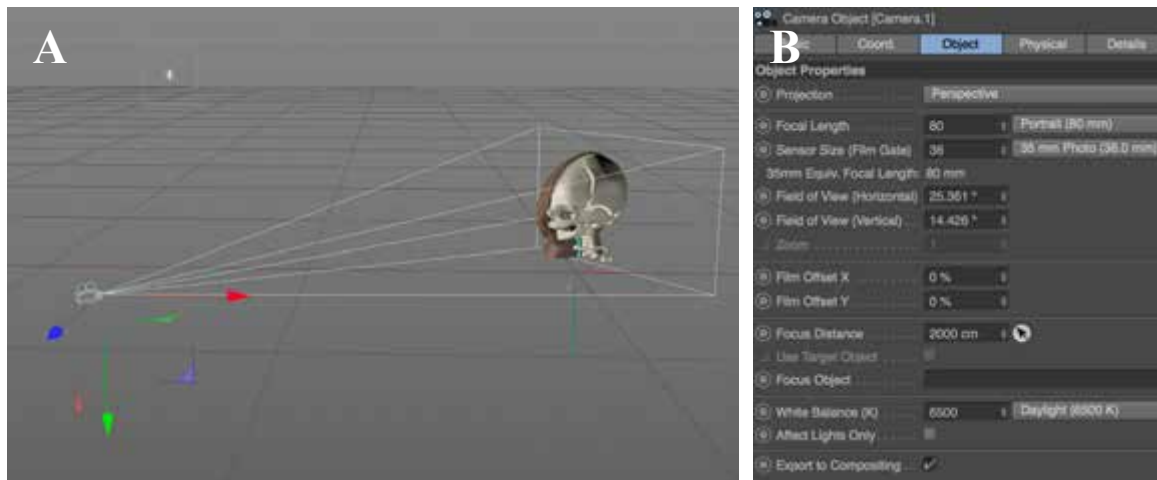 A
B
Camera Object [Camera.1]
Coord. Object Physical Details
Object Properties
Projection Perspective
Focal Length 80 Portrait (80 mm)
Sensor Size (Film Gate) 36 35 mm Photo (36.0 mm)
35mm Equiv. Focal Length: 80 mm
Field of View (Horizontal) 25.361 °
Field of View (Vertical) 14.426 °
Zoom 1
Film Offset X 0 %
Film Offset Y 0 %
Focus Distance 2000 cm
Use Target Object
Focus Object
White Balance (K) 6500 Daylight (6500 K)
Affect Lights Only
Export to Compositing